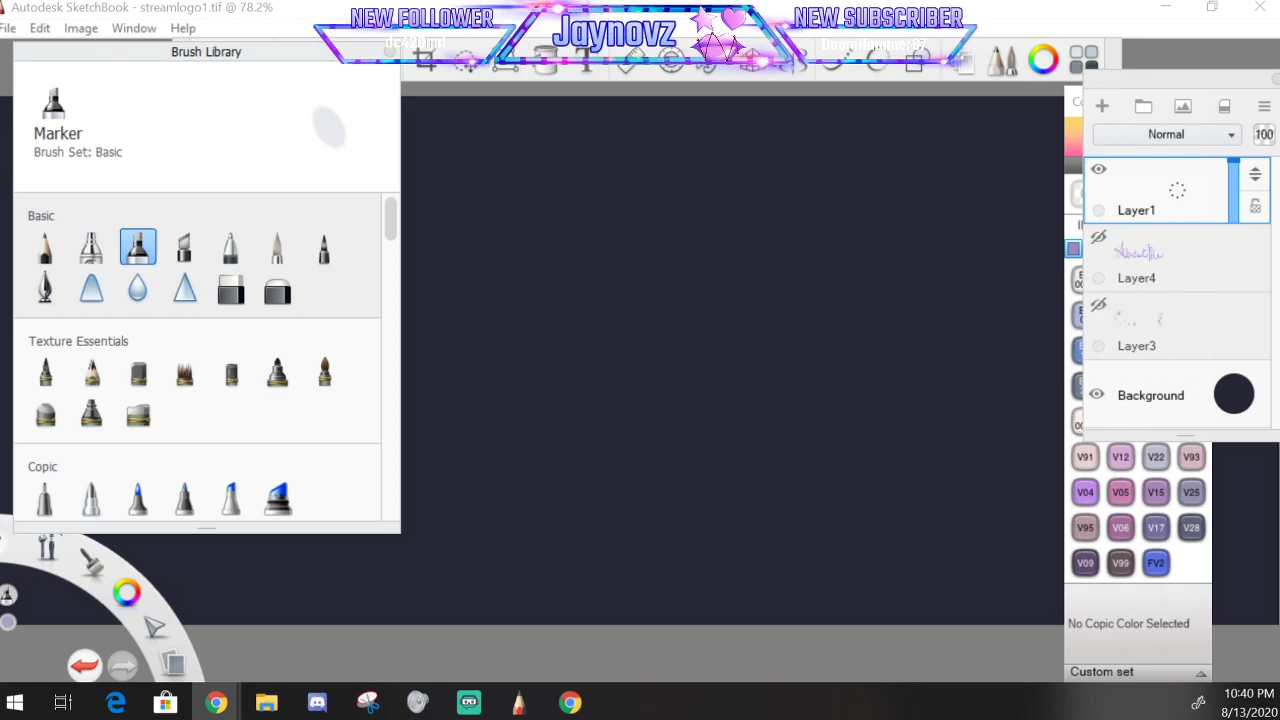 Autodesk SketchBook - streamlogo1.tif @ 78.2%
File Edit Image Window Help
NEW FOLLOWER
Jaynovz
NEW SUBSCRIBER
DoomHammer87
Brush Library
Marker
Brush Set: Basic
Basic
Texture Essentials
Copic
Normal
100
Layer1
Layer4
Layer3
Background
V91 V12 V22 V93
V04 V05 V15 V25
V95 V06 V17 V28
V09 V99 FV2
No Copic Color Selected
Custom set
10:40 PM
8/13/2020